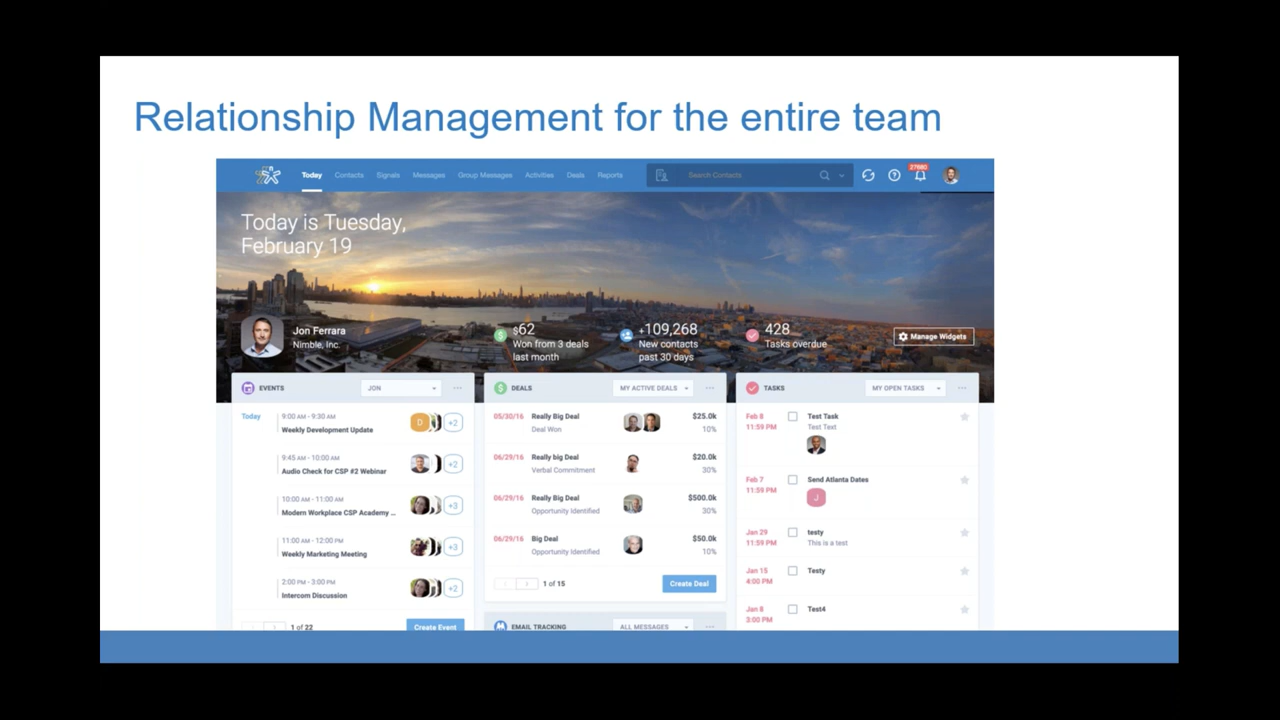 Relationship Management for the entire team
Today
Contacts
Signals
Messages
Group Messages
Activities
Deals
Reports
Search Contacts
27680
Today is Tuesday,
February 19
Jon Ferrara
Nimble, Inc.
$62
Won from 3 deals
last month
+109,268
New contacts
past 30 days
428
Tasks overdue
Manage Widgets
EVENTS
JON
Today
9:00 AM - 9:30 AM
Weekly Development Update
D
+2
9:45 AM - 10:00 AM
Audio Check for CSP #2 Webinar
+2
10:00 AM - 11:00 AM
Modern Workplace CSP Academy ...
+3
11:00 AM - 12:00 PM
Weekly Marketing Meeting
+3
2:00 PM - 3:00 PM
Intercom Discussion
+2
1 of 22
Create Event
DEALS
MY ACTIVE DEALS
05/30/16
Really Big Deal
$25.0k
Deal Won
10%
06/29/16
Really big Deal
$20.0k
Verbal Commitment
30%
06/29/16
Really Big Deal
$500.0k
Opportunity Identified
30%
06/29/16
Big Deal
$50.0k
Opportunity Identified
10%
1 of 15
Create Deal
EMAIL TRACKING
ALL MESSAGES
TASKS
MY OPEN TASKS
Feb 8
11:59 PM
Test Task
Test Text
Feb 7
11:59 PM
Send Atlanta Dates
J
Jan 29
11:59 PM
testy
This is a test
Jan 15
4:00 PM
Testy
Jan 8
3:00 PM
Test4